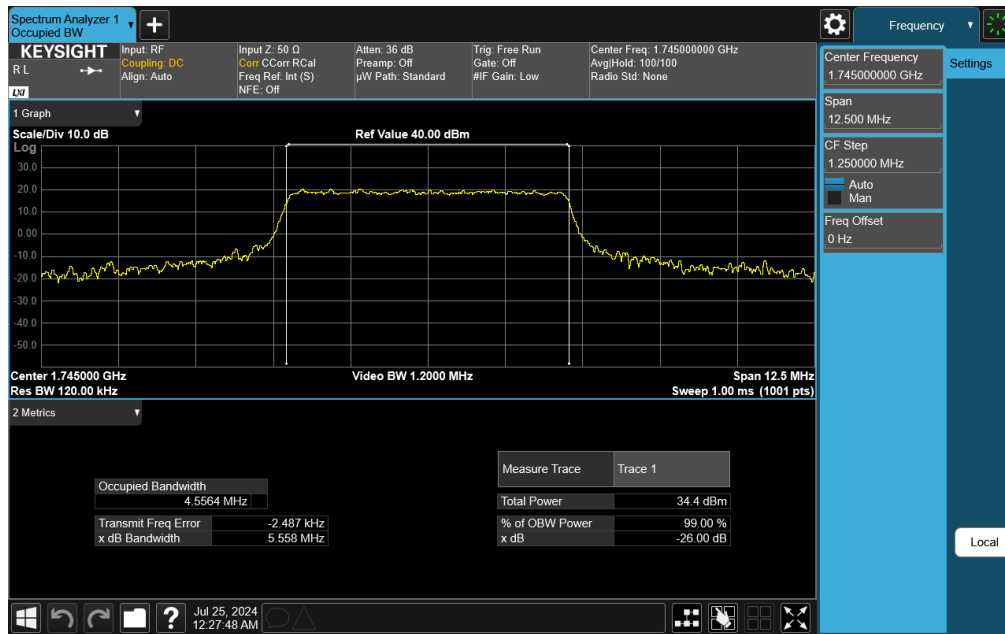 Spectrum Analyzer 1
Occupied BW
Frequency
KEYSIGHT
R L
LXI
Input: RF
Coupling: DC
Align: Auto
Input Z: 50 Ω
Corr CCorr RCal
Freq Ref: Int (S)
NFE: Off
Atten: 36 dB
Preamp: Off
µW Path: Standard
Trig: Free Run
Gate: Off
#IF Gain: Low
Center Freq: 1.745000000 GHz
Avg|Hold: 100/100
Radio Std: None
Center Frequency
1.745000000 GHz
Settings
Span
12.500 MHz
CF Step
1.250000 MHz
Auto
Man
Freq Offset
0 Hz
Local
1 Graph
Scale/Div 10.0 dB
Ref Value 40.00 dBm
Log
30.0
20.0
10.0
0.00
-10.0
-20.0
-30.0
-40.0
-50.0
Center 1.745000 GHz
Video BW 1.2000 MHz
Span 12.5 MHz
Res BW 120.00 kHz
Sweep 1.00 ms (1001 pts)
2 Metrics
Measure Trace Trace 1
Occupied Bandwidth
4.5564 MHz
Total Power 34.4 dBm
Transmit Freq Error -2.487 kHz
% of OBW Power 99.00 %
x dB Bandwidth 5.558 MHz
x dB -26.00 dB
?
Jul 25, 2024
12:27:48 AM